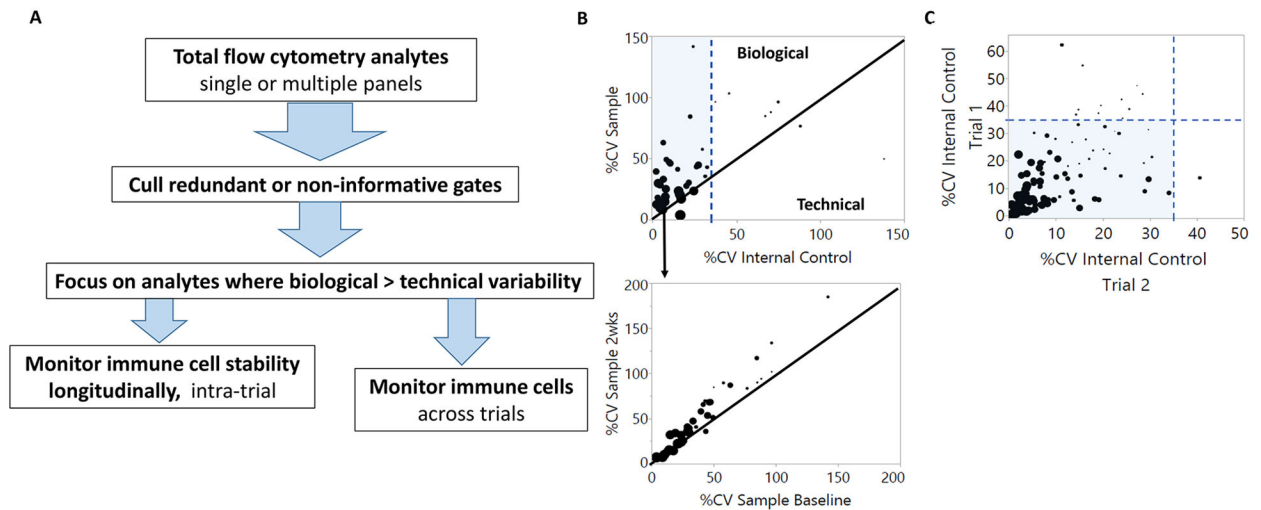 A
Total flow cytometry analytes
single or multiple panels
Cull redundant or non-informative gates
Focus on analytes where biological > technical variability
Monitor immune cell stability
longitudinally, intra-trial
Monitor immune cells
across trials
B
150
100
50
0
%CV Sample
Biological
Technical
0
50
100
150
%CV Internal Control
200
150
100
50
0
%CV Sample 2wks
0
50
100
150
200
%CV Sample Baseline
C
60
50
40
30
20
10
0
%CV Internal Control
Trial 1
0
10
20
30
40
50
%CV Internal Control
Trial 2